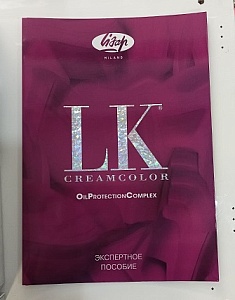 Lisap
MILANO
LK®
CREAMCOLOR
OILPROTECTIONCOMPLEX
ЭКСПЕРТНОЕ
ПОСОБИЕ